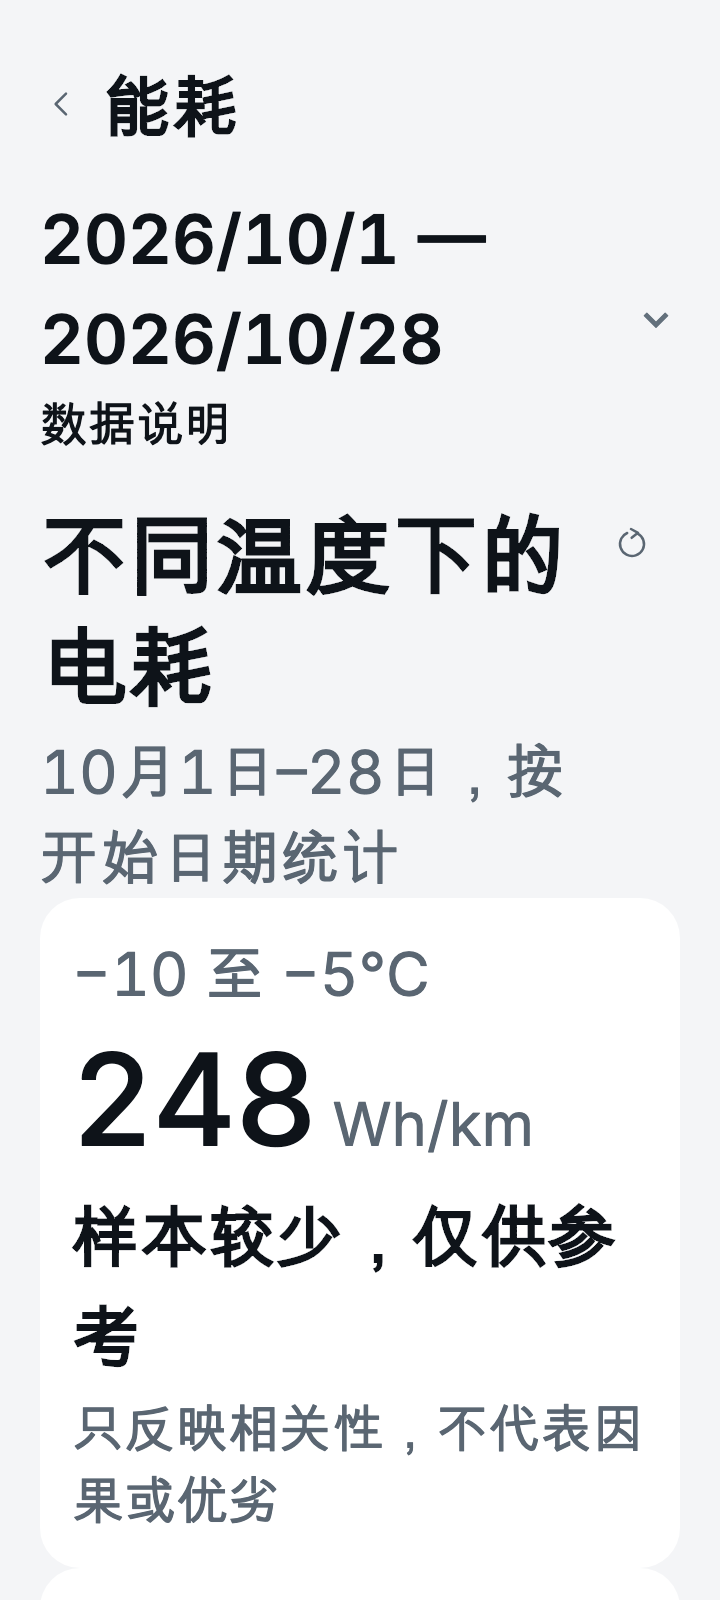 能耗
2026/10/1 —
2026/10/28
数据说明
不同温度下的
电耗
10月1日–28日，按
开始日期统计
−10 至 −5°C
248 Wh/km
样本较少，仅供参
考
只反映相关性，不代表因
果或优劣